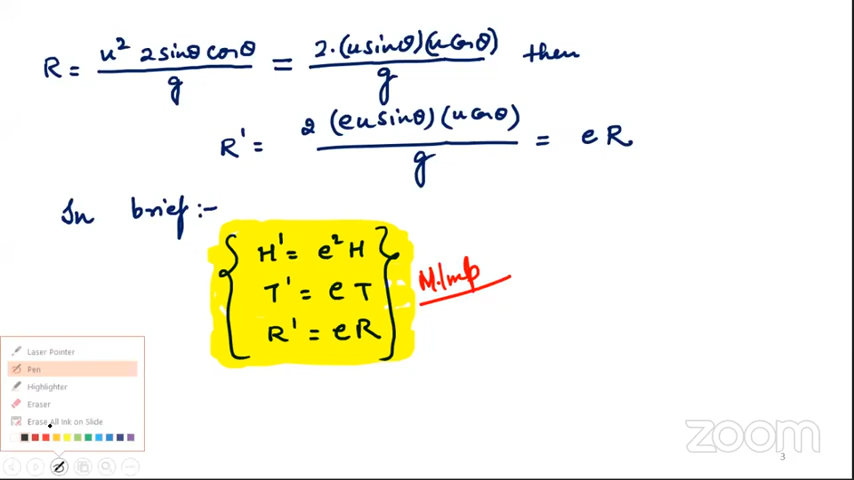 R = u² 2sinθ cosθ / g = 2·(usinθ)(ucosθ) / g then
R' = 2 (eusinθ)(ucosθ) / g = eR
In brief :-
H' = e²H
T' = eT
M.Imp
R' = eR
Laser Pointer
Pen
Highlighter
Eraser
Erase All Ink on Slide
zoom
3